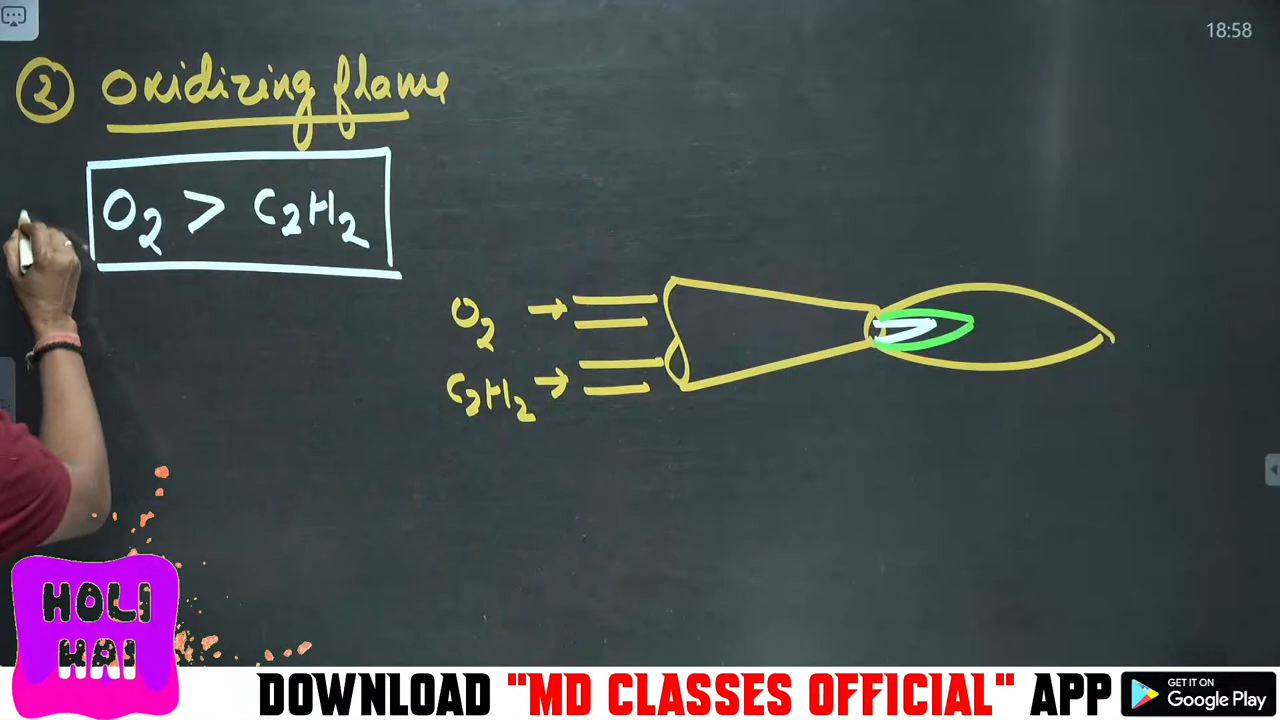 18:58
② Oxidizing flame
O₂ > C₂H₂
O₂ →
C₂H₂ →
HOLI
HAI
DOWNLOAD "MD CLASSES OFFICIAL" APP
GET IT ON
Google Play